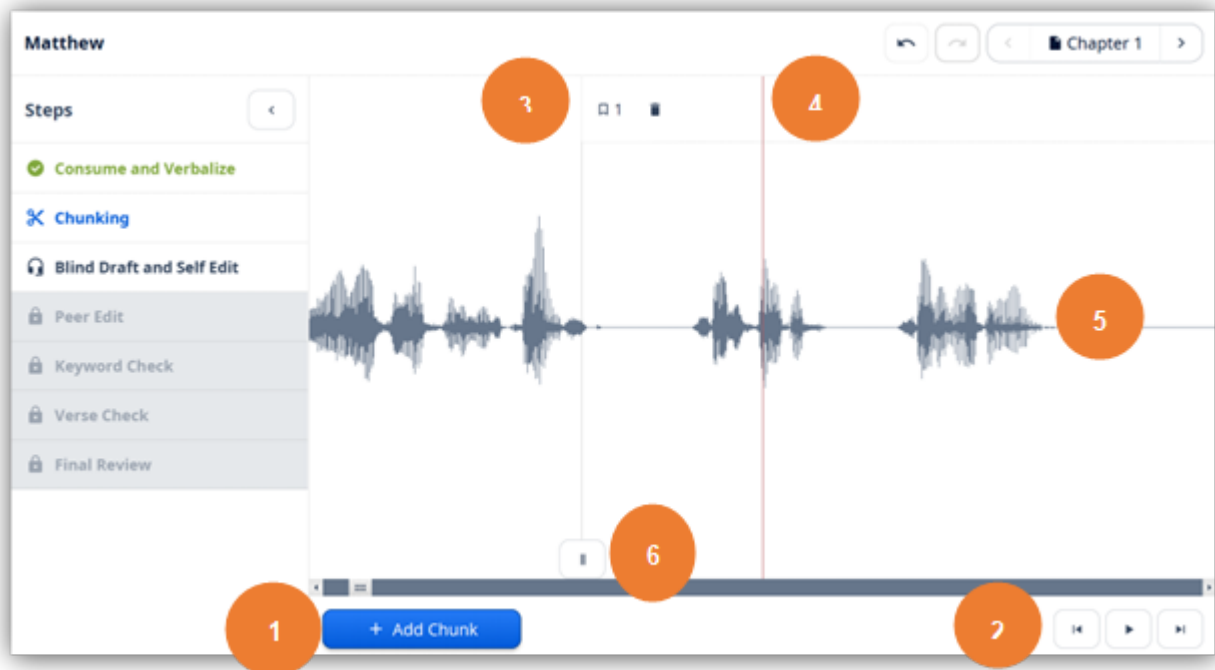 Matthew
Chapter 1
Steps
3
1
4
Consume and Verbalize
Chunking
Blind Draft and Self Edit
Peer Edit
5
Keyword Check
Verse Check
Final Review
6
1
+ Add Chunk
2